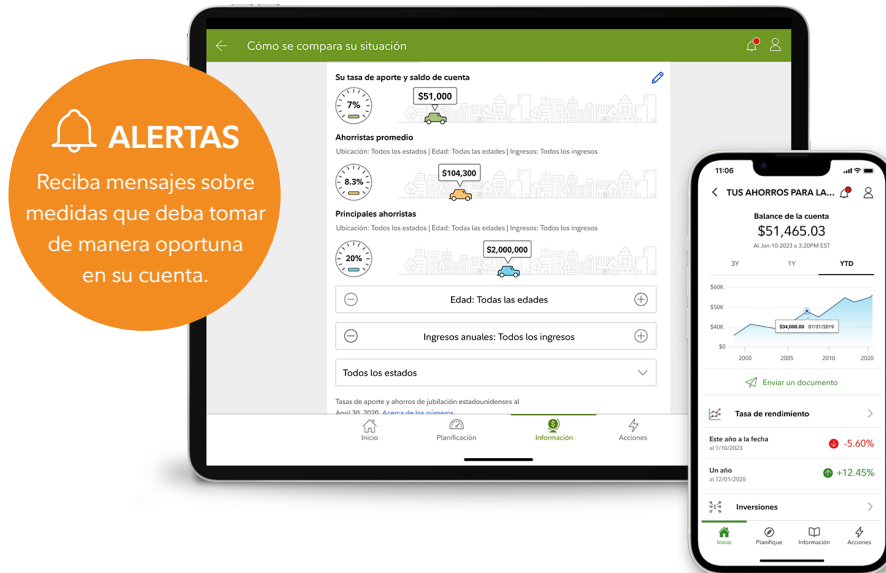 ALERTAS
Reciba mensajes sobre
medidas que deba tomar
de manera oportuna
en su cuenta.
Cómo se compara su situación
Su tasa de aporte y saldo de cuenta
7%
$51,000
Ahorristas promedio
Ubicación: Todos los estados | Edad: Todas las edades | Ingresos: Todos los ingresos
8.3%
$104,300
Principales ahorristas
Ubicación: Todos los estados | Edad: Todas las edades | Ingresos: Todos los ingresos
20%
$2,000,000
Edad: Todas las edades
Ingresos anuales: Todos los ingresos
Todos los estados
Tasas de aporte y ahorros de jubilación estadounidenses al
April 30, 2020. Acerca de los números
Inicio
Planificación
Información
Acciones
11:06
TUS AHORROS PARA LA...
Balance de la cuenta
$51,465.03
Al Jan-10-2023 a 3:20PM EST
3Y 1Y YTD
$60K
$50K
$40K
$0
$34,000.00 07/31/2019
2000 2005 2010 2020
Enviar un documento
Tasa de rendimiento
Este año a la fecha
al 1/10/2023
-5.60%
Un año
al 12/01/2020
+12.45%
Inversiones
Inicio
Planifique
Información
Acciones